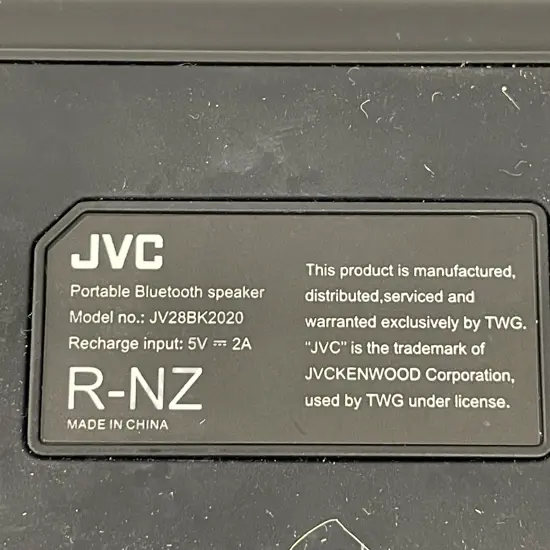 JVC
Portable Bluetooth speaker
Model no.: JV28BK2020
Recharge input: 5V ⎓ 2A
R-NZ
MADE IN CHINA
This product is manufactured,
distributed,serviced and
warranted exclusively by TWG.
"JVC" is the trademark of
JVCKENWOOD Corporation,
used by TWG under license.